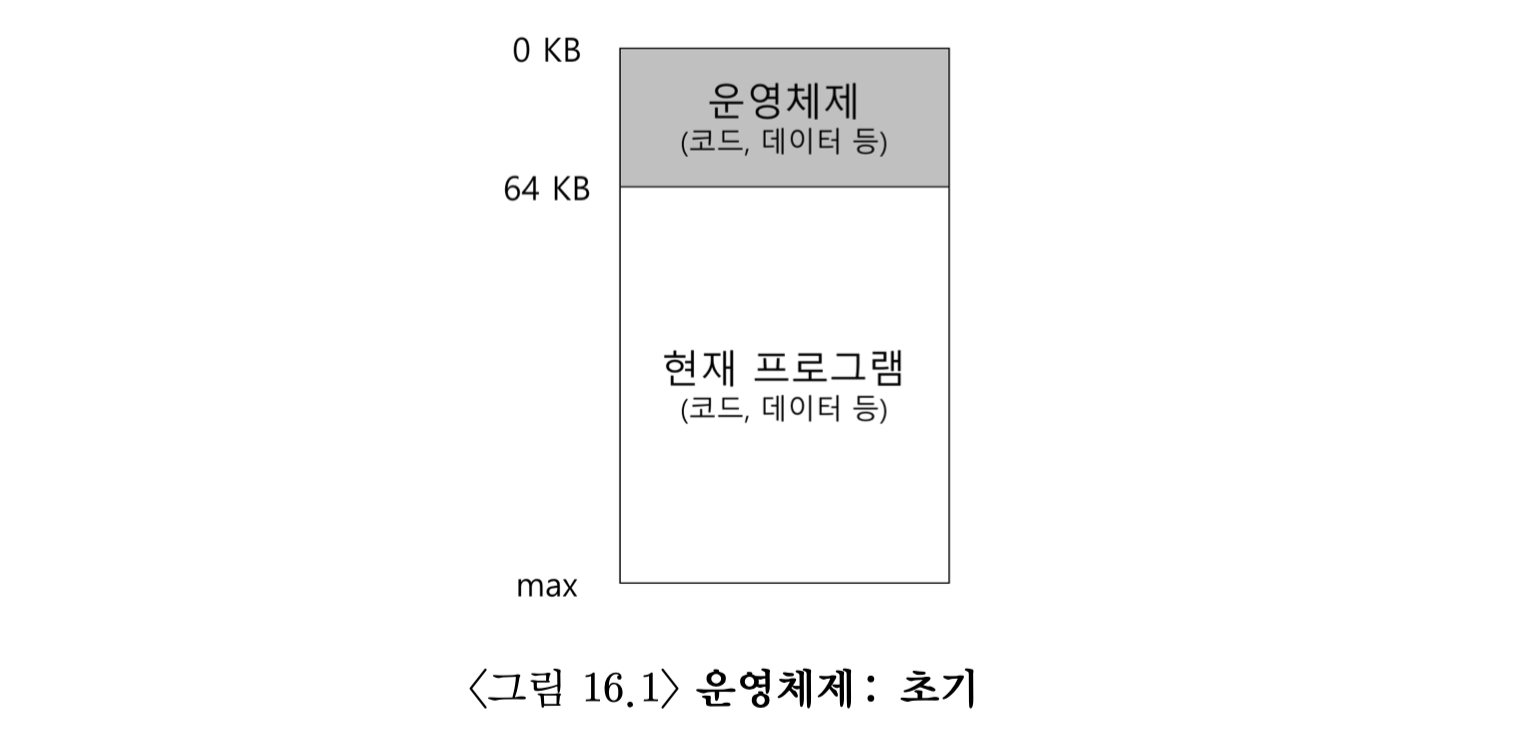 0 KB
운영체제
(코드, 데이터 등)
64 KB
현재 프로그램
(코드, 데이터 등)
max
〈그림 16.1〉 운영체제: 초기